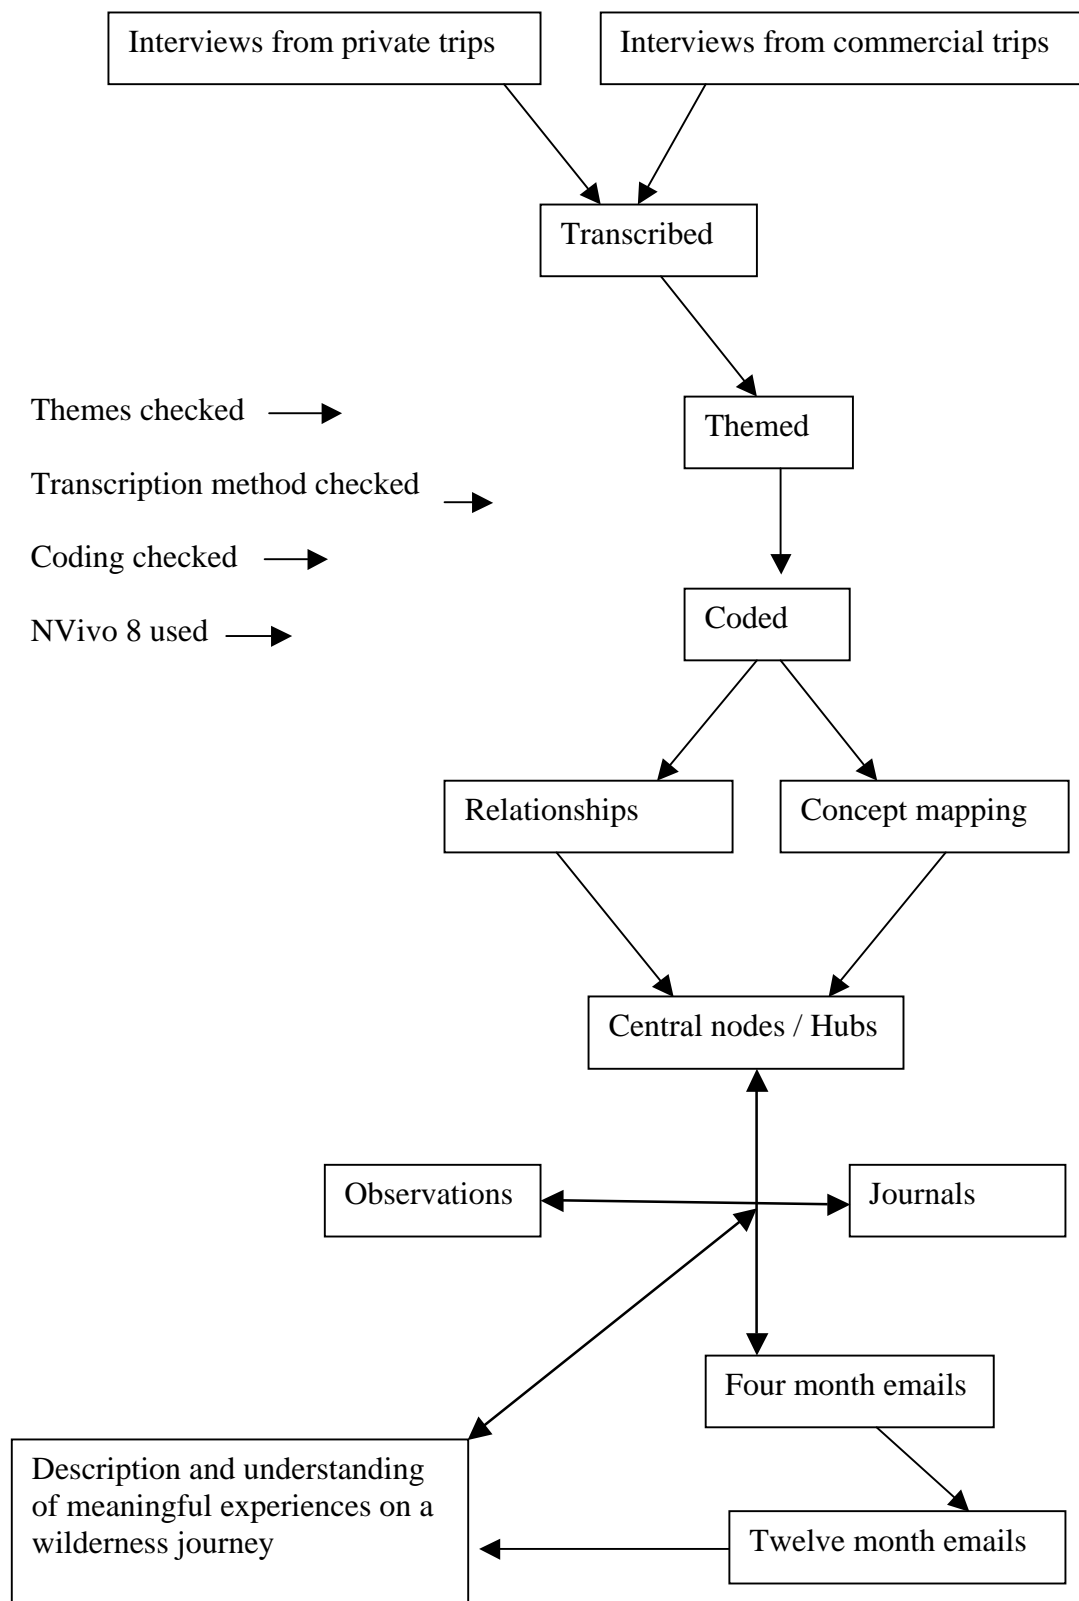 Interviews from private trips
Interviews from commercial trips
Transcribed
Themes checked
Themed
Transcription method checked
Coding checked
Coded
NVivo 8 used
Relationships
Concept mapping
Central nodes / Hubs
Observations
Journals
Four month emails
Description and understanding
of meaningful experiences on a
wilderness journey
Twelve month emails